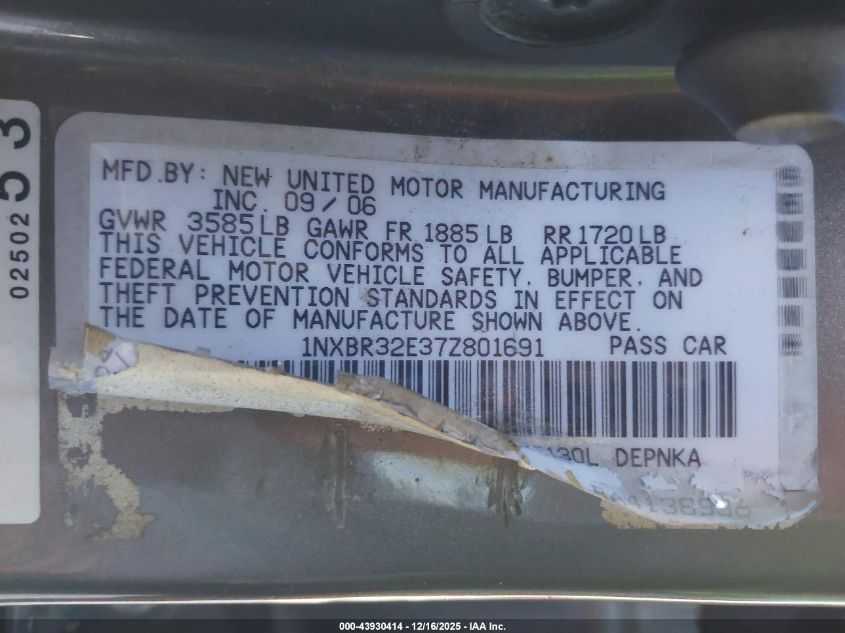 02502 53
MFD.BY: NEW UNITED MOTOR MANUFACTURING
INC. 09/06
GVWR 3585LB GAWR FR 1885LB RR 1720LB
THIS VEHICLE CONFORMS TO ALL APPLICABLE
FEDERAL MOTOR VEHICLE SAFETY, BUMPER, AND
THEFT PREVENTION STANDARDS IN EFFECT ON
THE DATE OF MANUFACTURE SHOWN ABOVE.
1NXBR32E37Z801691 PASS CAR
DEPNKA
000-43930414 - 12/16/2025 - IAA Inc.